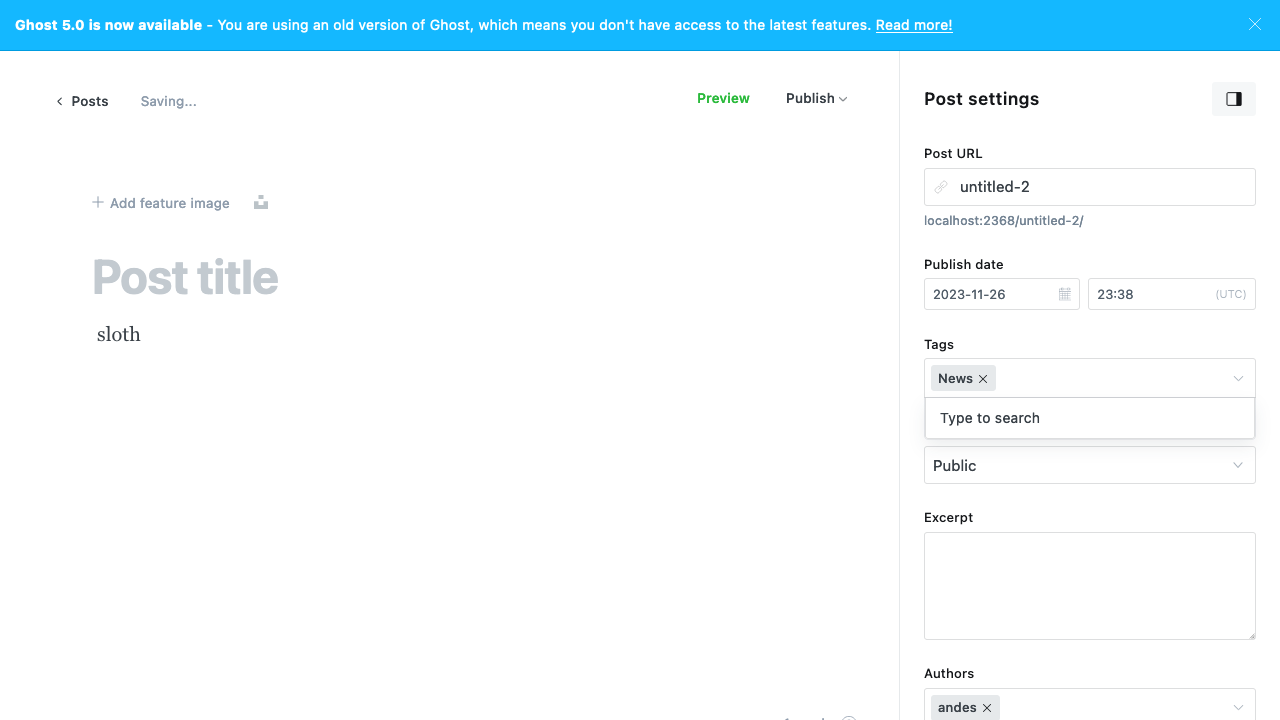 Ghost 5.0 is now available - You are using an old version of Ghost, which means you don't have access to the latest features. Read more!
Posts
Saving...
Preview
Publish
Add feature image
Post title
sloth
Post settings
Post URL
untitled-2
localhost:2368/untitled-2/
Publish date
2023-11-26
23:38
(UTC)
Tags
News
Type to search
Public
Excerpt
Authors
andes